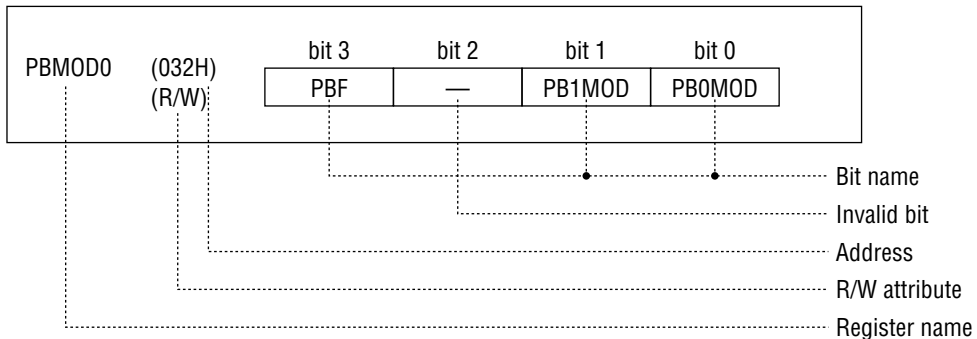 bit 3 bit 2 bit 1 bit 0
PBMOD0 (032H)
(R/W)
PBF — PB1MOD PB0MOD
Bit name
Invalid bit
Address
R/W attribute
Register name